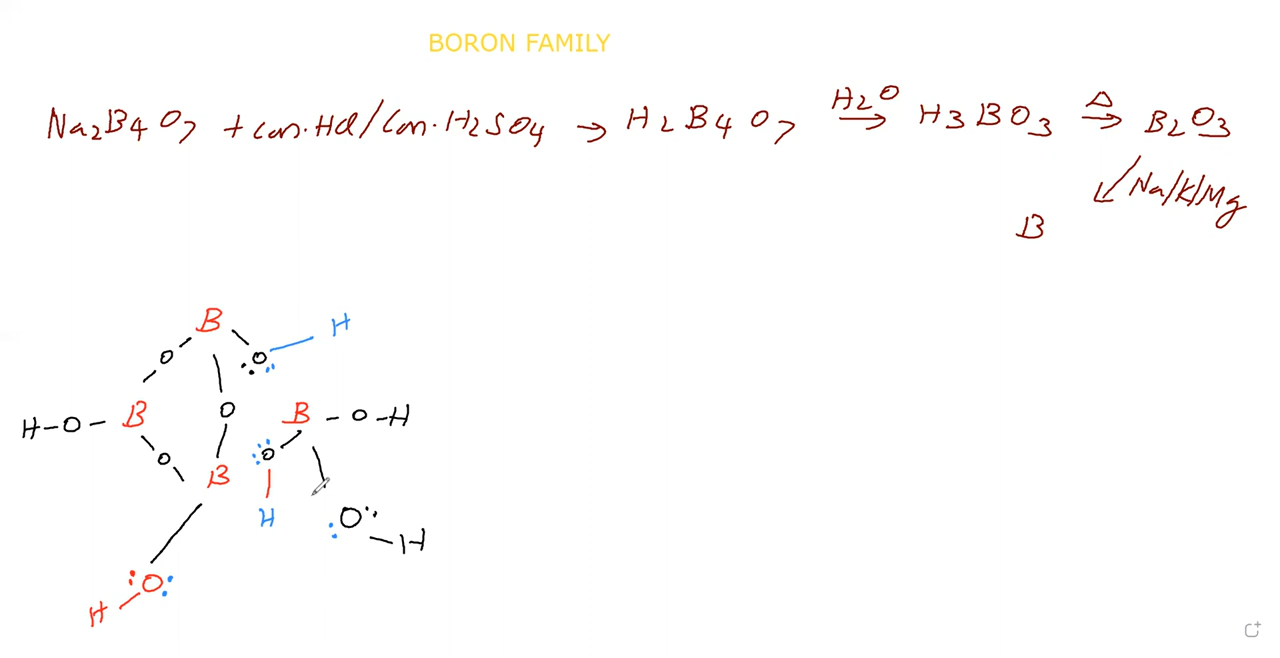 BORON FAMILY
Na2B4O7 + con.HCl/Con.H2SO4 → H2B4O7 H2O→ H3BO3 Δ→ B2O3
↙ Na/K/Mg
B
B H
O O
O B O-H
H-O- B
O O
B
H
O
H
O
H